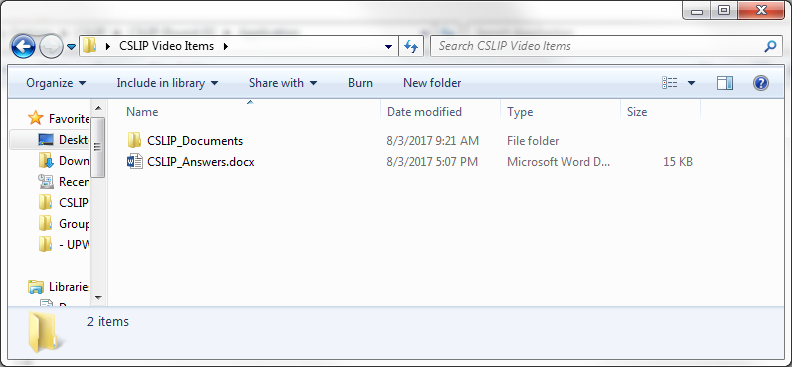 CSLIP Video Items
Search CSLIP Video Items
Organize Include in library Share with Burn New folder
Name Date modified Type Size
Favorite
Deskt
Down
Recen
CSLIP
Group
- UPW
Librarie
CSLIP_Documents 8/3/2017 9:21 AM File folder
CSLIP_Answers.docx 8/3/2017 5:07 PM Microsoft Word D... 15 KB
2 items